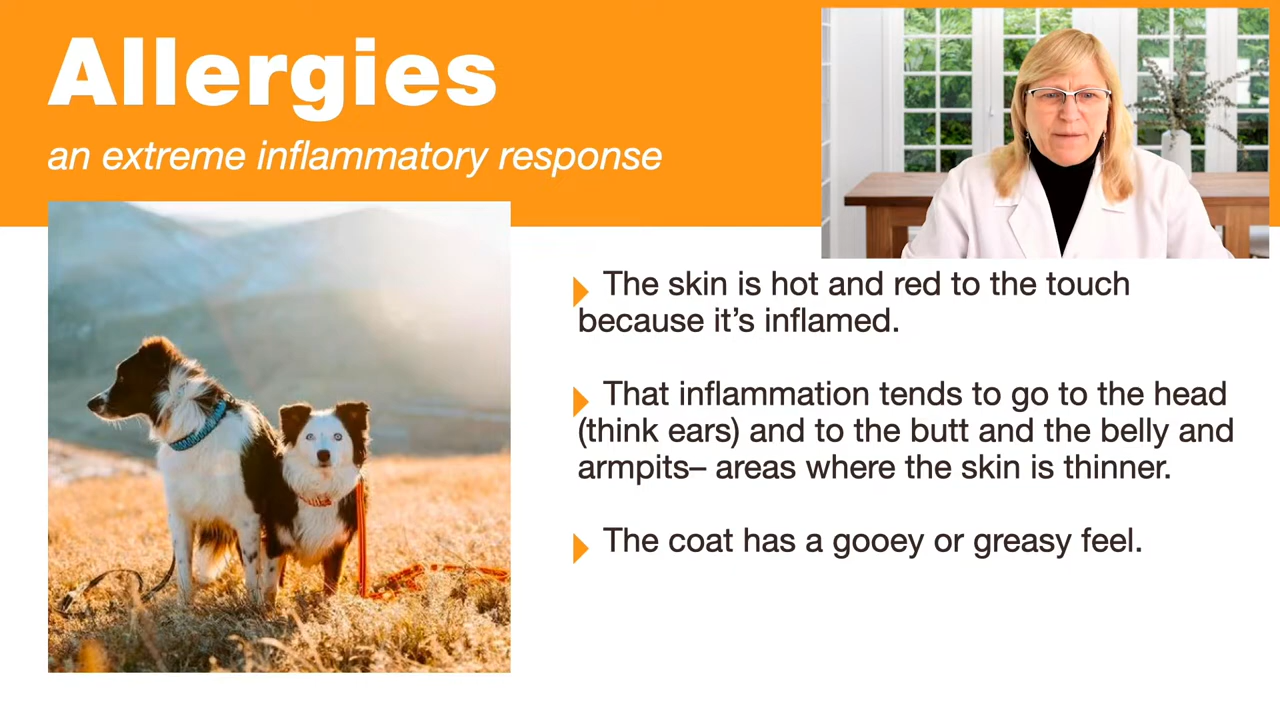 Allergies
an extreme inflammatory response
The skin is hot and red to the touch
because it’s inflamed.
That inflammation tends to go to the head
(think ears) and to the butt and the belly and
armpits– areas where the skin is thinner.
The coat has a gooey or greasy feel.